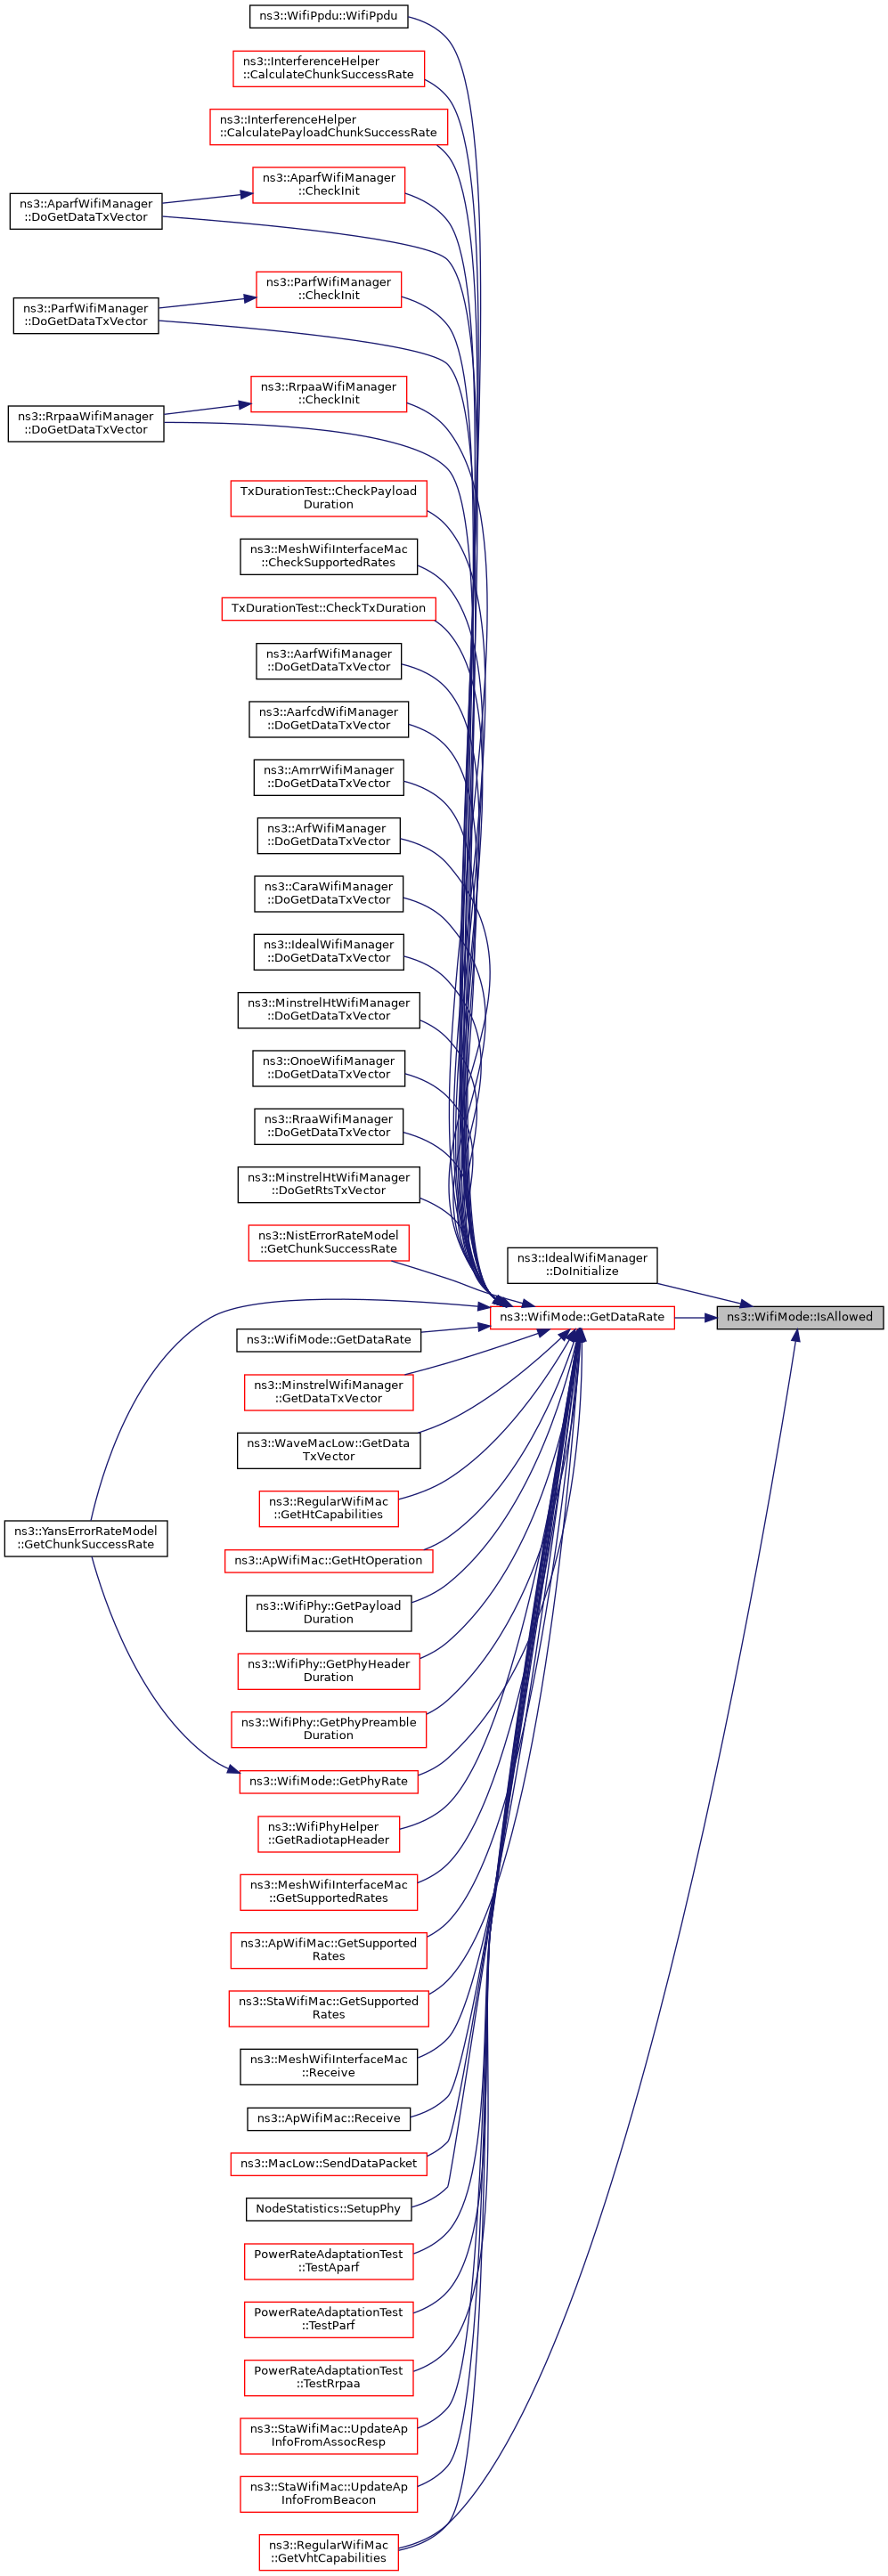 ns3::WifiPpdu::WifiPpdu
ns3::InterferenceHelper
::CalculateChunkSuccessRate
ns3::InterferenceHelper
::CalculatePayloadChunkSuccessRate
ns3::AparfWifiManager
::CheckInit
ns3::AparfWifiManager
::DoGetDataTxVector
ns3::ParfWifiManager
::CheckInit
ns3::ParfWifiManager
::DoGetDataTxVector
ns3::RrpaaWifiManager
::CheckInit
ns3::RrpaaWifiManager
::DoGetDataTxVector
TxDurationTest::CheckPayload
Duration
ns3::MeshWifiInterfaceMac
::CheckSupportedRates
TxDurationTest::CheckTxDuration
ns3::AarfWifiManager
::DoGetDataTxVector
ns3::AarfcdWifiManager
::DoGetDataTxVector
ns3::AmrrWifiManager
::DoGetDataTxVector
ns3::ArfWifiManager
::DoGetDataTxVector
ns3::CaraWifiManager
::DoGetDataTxVector
ns3::IdealWifiManager
::DoGetDataTxVector
ns3::MinstrelHtWifiManager
::DoGetDataTxVector
ns3::OnoeWifiManager
::DoGetDataTxVector
ns3::RraaWifiManager
::DoGetDataTxVector
ns3::MinstrelHtWifiManager
::DoGetRtsTxVector
ns3::NistErrorRateModel
::GetChunkSuccessRate
ns3::IdealWifiManager
::DoInitialize
ns3::WifiMode::GetDataRate
ns3::WifiMode::IsAllowed
ns3::WifiMode::GetDataRate
ns3::MinstrelWifiManager
::GetDataTxVector
ns3::WaveMacLow::GetData
TxVector
ns3::RegularWifiMac
::GetHtCapabilities
ns3::YansErrorRateModel
::GetChunkSuccessRate
ns3::ApWifiMac::GetHtOperation
ns3::WifiPhy::GetPayload
Duration
ns3::WifiPhy::GetPhyHeader
Duration
ns3::WifiPhy::GetPhyPreamble
Duration
ns3::WifiMode::GetPhyRate
ns3::WifiPhyHelper
::GetRadiotapHeader
ns3::MeshWifiInterfaceMac
::GetSupportedRates
ns3::ApWifiMac::GetSupported
Rates
ns3::StaWifiMac::GetSupported
Rates
ns3::MeshWifiInterfaceMac
::Receive
ns3::ApWifiMac::Receive
ns3::MacLow::SendDataPacket
NodeStatistics::SetupPhy
PowerRateAdaptationTest
::TestAparf
PowerRateAdaptationTest
::TestParf
PowerRateAdaptationTest
::TestRrpaa
ns3::StaWifiMac::UpdateAp
InfoFromAssocResp
ns3::StaWifiMac::UpdateAp
InfoFromBeacon
ns3::RegularWifiMac
::GetVhtCapabilities